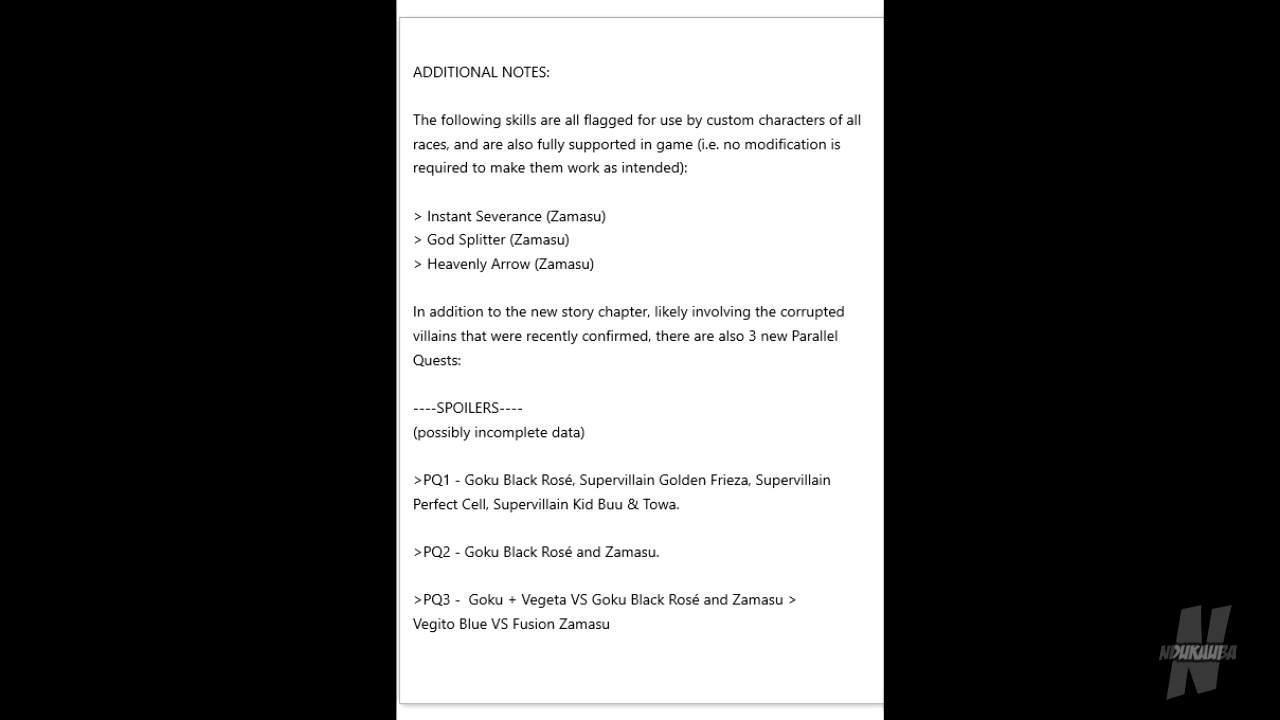 ADDITIONAL NOTES:
The following skills are all flagged for use by custom characters of all
races, and are also fully supported in game (i.e. no modification is
required to make them work as intended):
> Instant Severance (Zamasu)
> God Splitter (Zamasu)
> Heavenly Arrow (Zamasu)
In addition to the new story chapter, likely involving the corrupted
villains that were recently confirmed, there are also 3 new Parallel
Quests:
----SPOILERS----
(possibly incomplete data)
>PQ1 - Goku Black Rosé, Supervillain Golden Frieza, Supervillain
Perfect Cell, Supervillain Kid Buu & Towa.
>PQ2 - Goku Black Rosé and Zamasu.
>PQ3 -  Goku + Vegeta VS Goku Black Rosé and Zamasu >
Vegito Blue VS Fusion Zamasu
N
NDUKAUBA